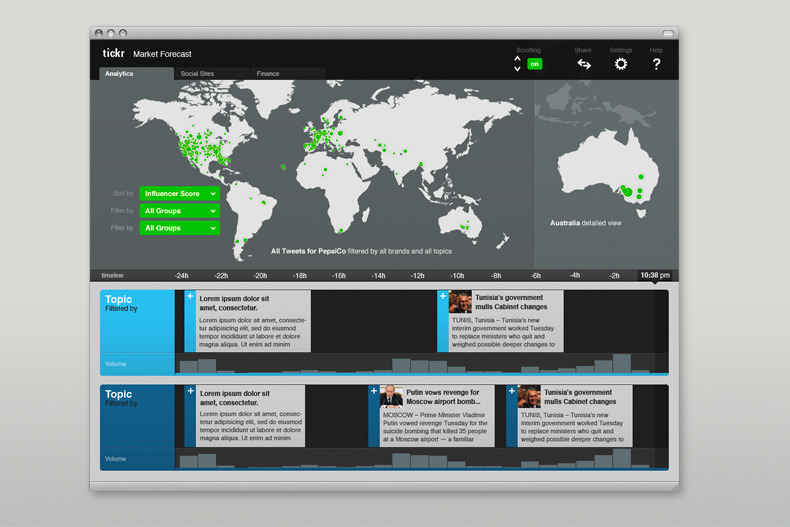 tickr Market Forecast
Scrolling
on
Share
Settings
Help
?
Analytics
Social Sites
Finance
Sort by
Influencer Score
Filter by
All Groups
Filter by
All Groups
All Tweets for PepsiCo filtered by all brands and all topics
Australia detailed view
timeline
-24h
-22h
-20h
-18h
-16h
-14h
-12h
-10h
-8h
-6h
-4h
-2h
10:38 pm
Topic
Filtered by
Volume
+
Lorem ipsum dolor sit
amet, consectetur.
Lorem ipsum dolor sit amet, consecte-
tur adipisicing elit, sed do eiusmod
tempor incididunt ut labore et dolore
magna aliqua. Ut enim ad minim
+
Tunisia's government
mulls Cabinet changes
TUNIS, Tunisia – Tunisia's new
interim government worked Tuesday
to replace ministers who quit and
weighed possible deeper changes to
Topic
Filtered by
Volume
+
Lorem ipsum dolor sit
amet, consectetur.
Lorem ipsum dolor sit amet, consec-
tetur adipisicing elit, sed do eiusmod
tempor incididunt ut labore et dolore
magna aliqua. Ut enim ad minim
+
Putin vows revenge for
Moscow airport bomb...
MOSCOW – Prime Minister Vladimir
Putin vowed revenge Tuesday for the
suicide bombing that killed 35 people
at a Moscow airport — a familiar
+
Tunisia's government
mulls Cabinet changes
TUNIS, Tunisia – Tunisia's new
interim government worked Tuesday
to replace ministers who quit and
weighed possible deeper changes to